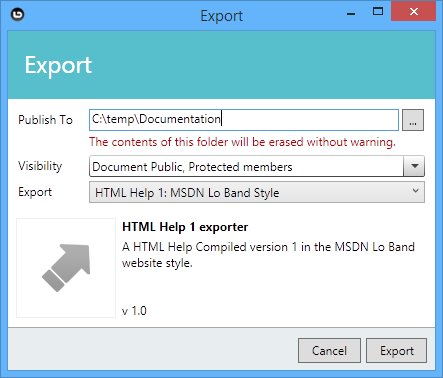 Export
Export
Publish To C:\temp\Documentation ...
The contents of this folder will be erased without warning.
Visibility Document Public, Protected members
Export HTML Help 1: MSDN Lo Band Style
HTML Help 1 exporter
A HTML Help Compiled version 1 in the MSDN Lo Band
website style.
v 1.0
Cancel Export